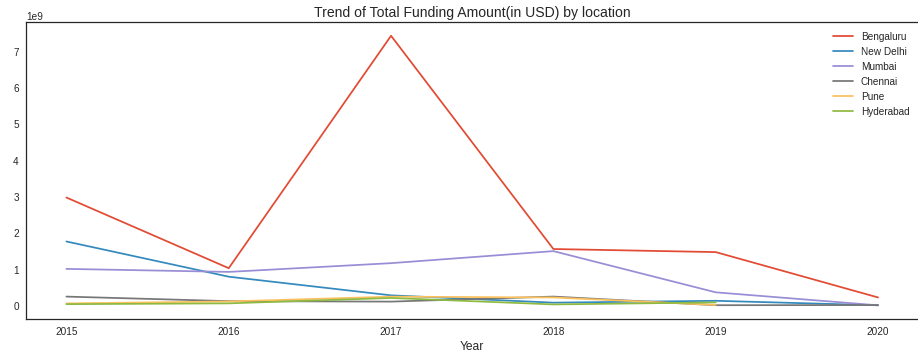 Trend of Total Funding Amount(in USD) by location
1e9
7
6
5
4
3
2
1
0
Bengaluru
New Delhi
Mumbai
Chennai
Pune
Hyderabad
2015 2016 2017 2018 2019 2020
Year